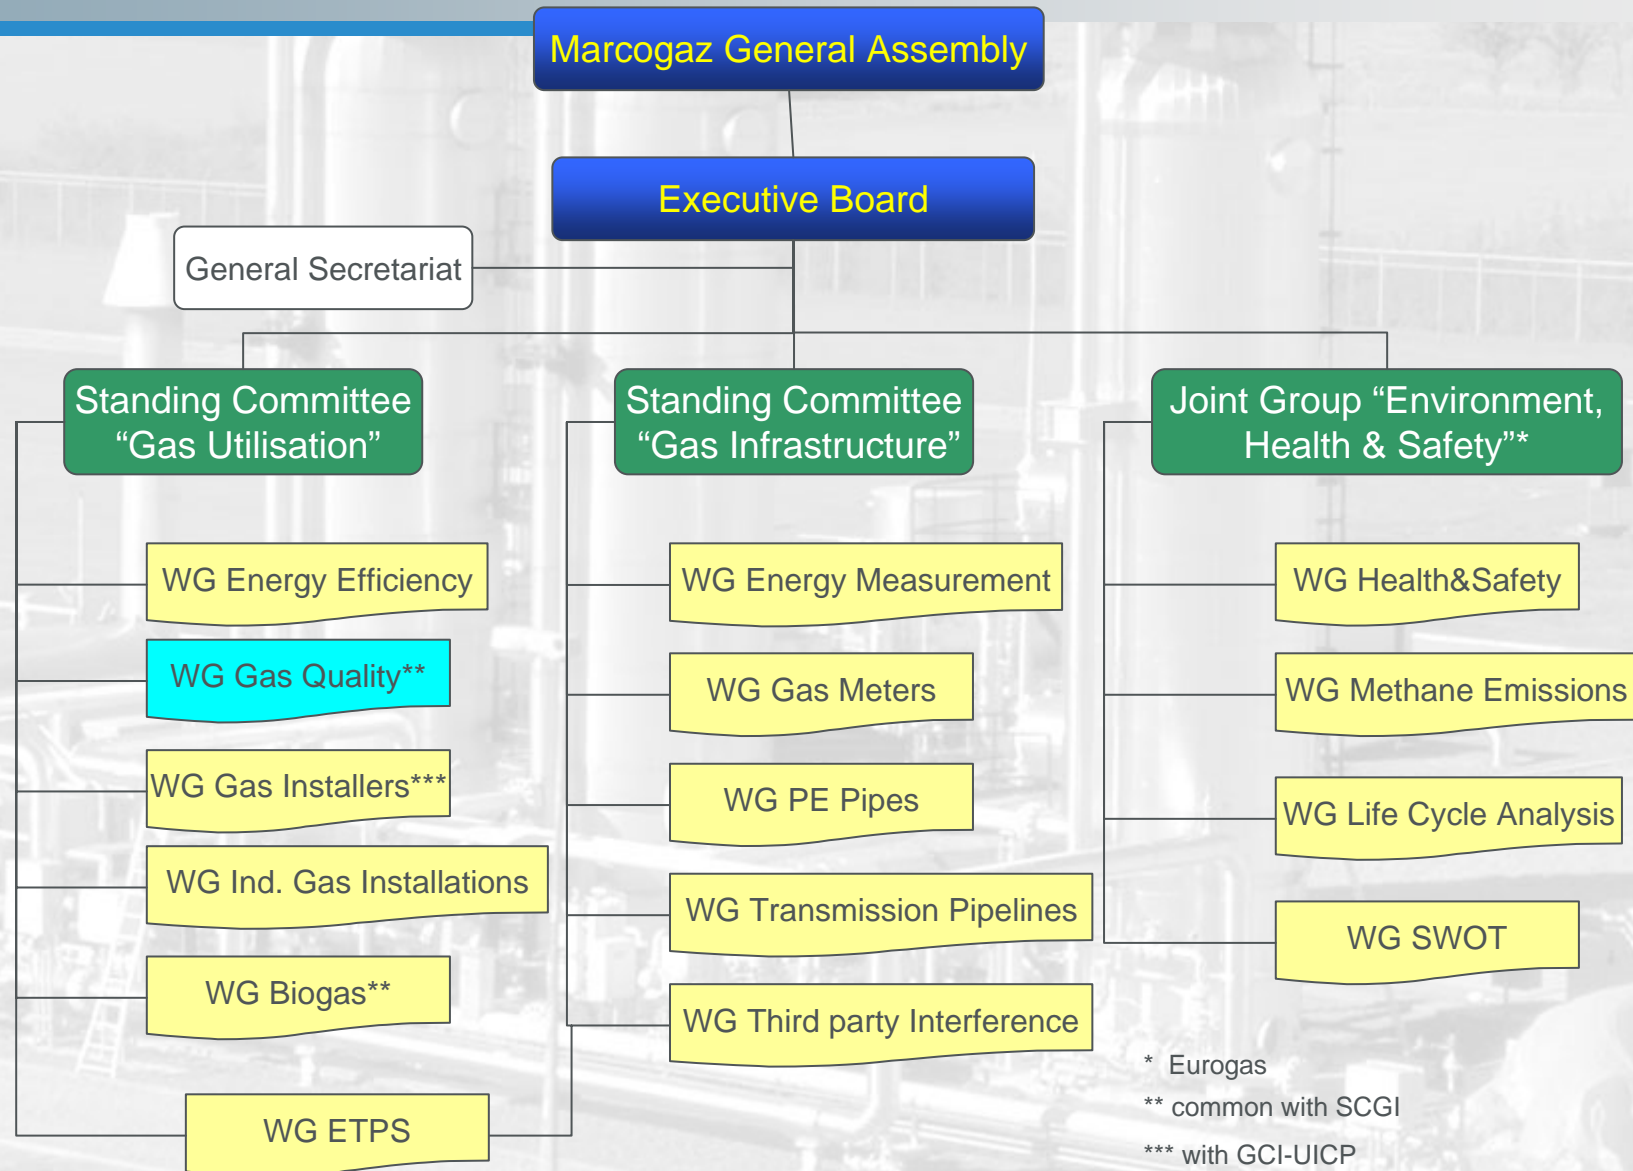 Marcogaz General Assembly
Executive Board
General Secretariat
Standing Committee
“Gas Utilisation”
Standing Committee
“Gas Infrastructure”
Joint Group “Environment,
Health & Safety”*
WG Energy Efficiency
WG Gas Quality**
WG Gas Installers***
WG Ind. Gas Installations
WG Biogas**
WG ETPS
WG Energy Measurement
WG Gas Meters
WG PE Pipes
WG Transmission Pipelines
WG Third party Interference
WG Health&Safety
WG Methane Emissions
WG Life Cycle Analysis
WG SWOT
* Eurogas
** common with SCGI
*** with GCI-UICP